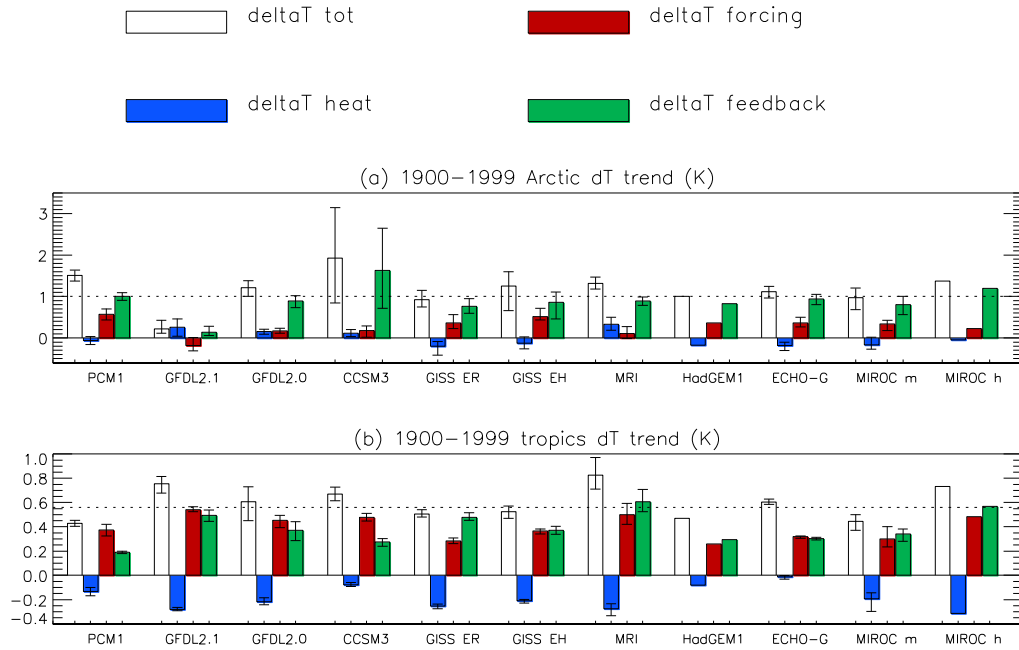 deltaT tot deltaT forcing
deltaT heat deltaT feedback
(a) 1900-1999 Arctic dT trend (K)
3
2
1
0
PCM1 GFDL2.1 GFDL2.0 CCSM3 GISS ER GISS EH MRI HadGEM1 ECHO-G MIROC m MIROC h
(b) 1900-1999 tropics dT trend (K)
1.0
0.8
0.6
0.4
0.2
0.0
-0.2
-0.4
PCM1 GFDL2.1 GFDL2.0 CCSM3 GISS ER GISS EH MRI HadGEM1 ECHO-G MIROC m MIROC h